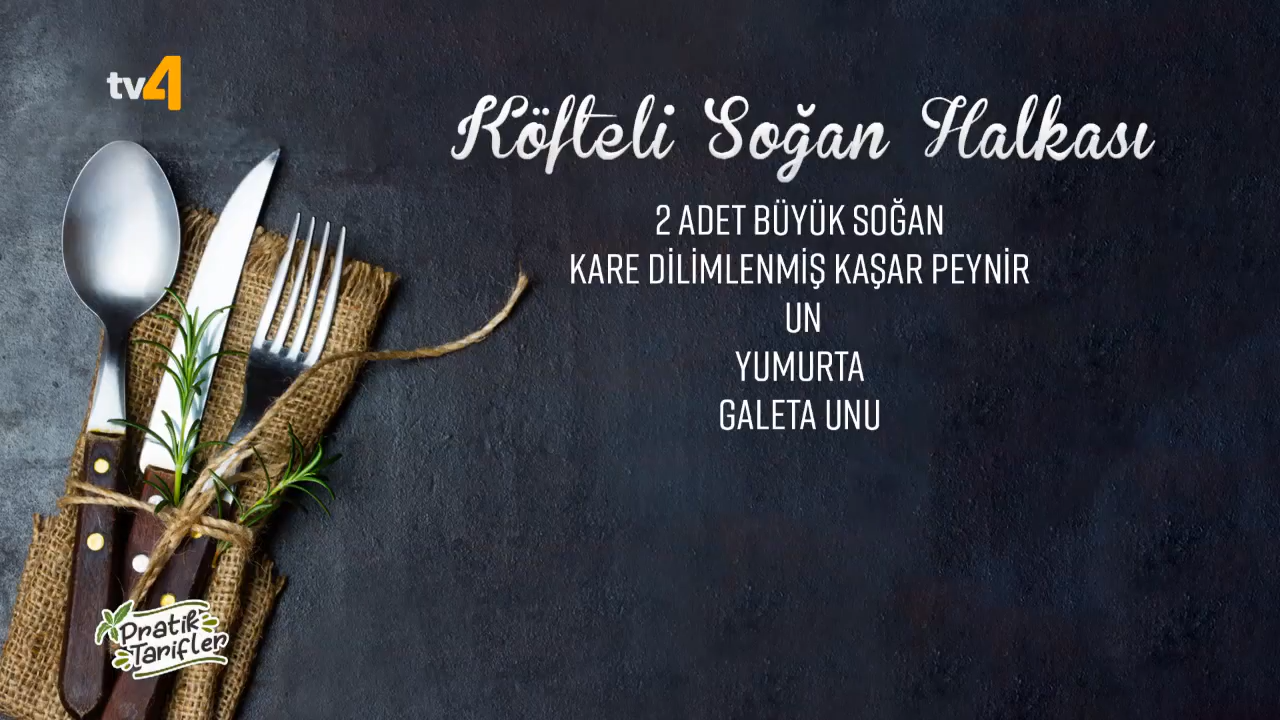 tv4
Köfteli Soğan Halkası
2 ADET BÜYÜK SOĞAN
KARE DİLİMLENMİŞ KAŞAR PEYNİR
UN
YUMURTA
GALETA UNU
Pratik
Tarifler